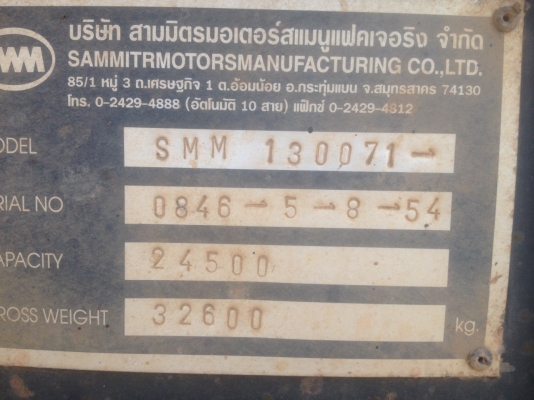 บริษัท สามมิตรมอเตอร์สแมนูแฟคเจอริง จำกัด
SAMMITRMOTORSMANUFACTURING CO.,LTD.
85/1 หมู่ 3 ถ.เศรษฐกิจ 1 ต.อ้อมน้อย อ.กระทุ่มแบน จ.สมุทรสาคร 74130
โทร. 0-2429-4888 (อัตโนมัติ 10 สาย) แฟ็กซ์ 0-2429-4812
ODEL SMM 130071-
RIAL NO 0846-5-8-54
APACITY 24500
ROSS WEIGHT 32600 kg.